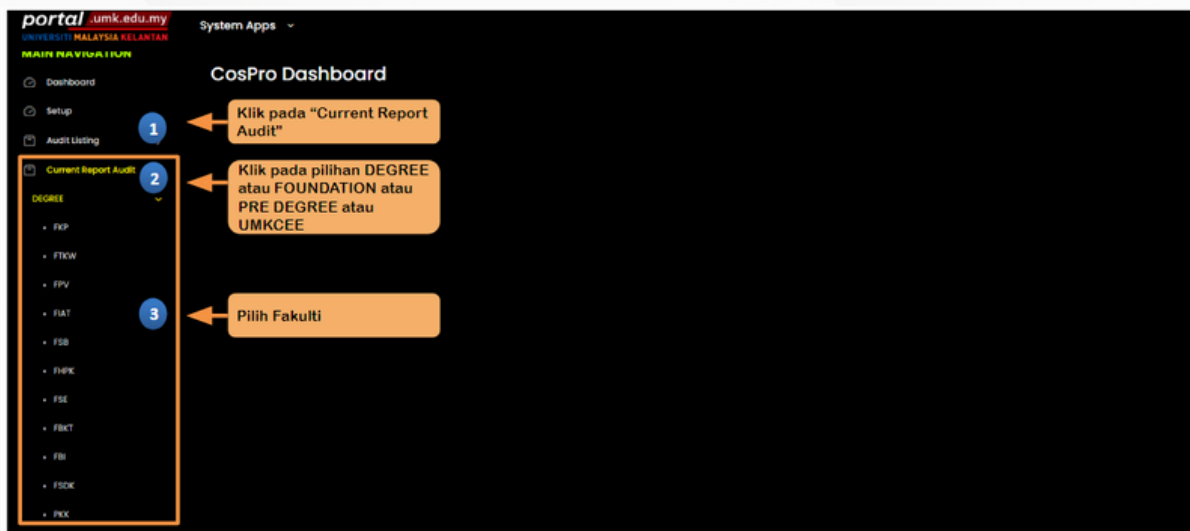 portal .umk.edu.my
UNIVERSITI MALAYSIA KELANTAN
System Apps
MAIN NAVIGATION
CosPro Dashboard
Dashboard
Setup
Audit Listing
1
Klik pada “Current Report
Audit”
Current Report Audit
2
Klik pada pilihan DEGREE
atau FOUNDATION atau
PRE DEGREE atau
UMKCEE
DEGREE
FKP
FTKW
FPV
FIAT
3
Pilih Fakulti
FSB
FHPK
FSE
FBKT
FBI
FSDK
PKK